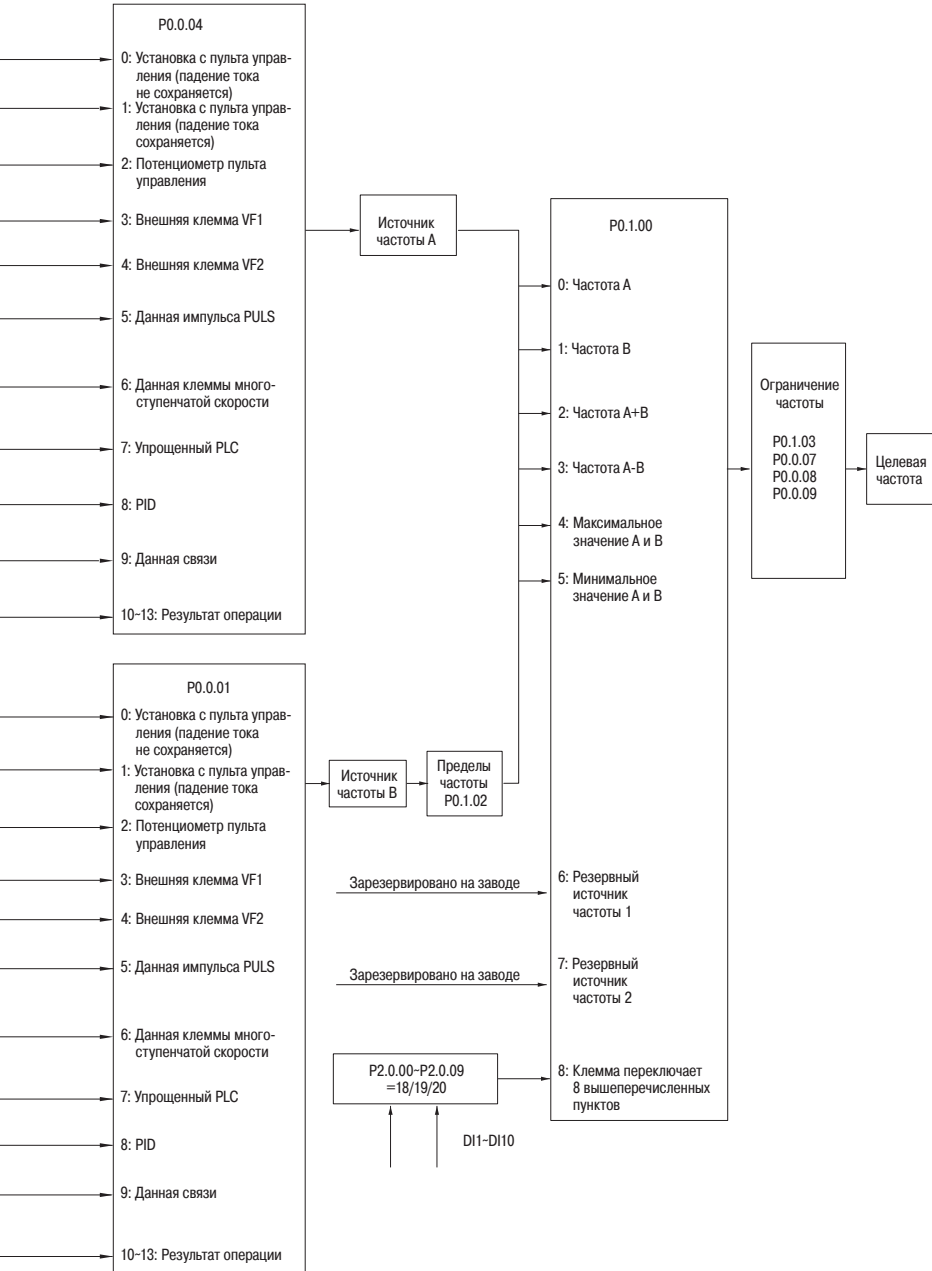 P0.0.04
0: Установка с пульта управ-
ления (падение тока
не сохраняется)
1: Установка с пульта управ-
ления (падение тока
сохраняется)
2: Потенциометр пульта
управления
3: Внешняя клемма VF1
4: Внешняя клемма VF2
5: Данная импульса PULS
6: Данная клеммы много-
ступенчатой скорости
7: Упрощенный PLC
8: PID
9: Данная связи
10~13: Результат операции
Источник
частоты А
P0.0.01
0: Установка с пульта управ-
ления (падение тока
не сохраняется)
1: Установка с пульта управ-
ления (падение тока
сохраняется)
2: Потенциометр пульта
управления
3: Внешняя клемма VF1
4: Внешняя клемма VF2
5: Данная импульса PULS
6: Данная клеммы много-
ступенчатой скорости
7: Упрощенный PLC
8: PID
9: Данная связи
10~13: Результат операции
Источник
частоты В
Пределы
частоты
P0.1.02
Зарезервировано на заводе
Зарезервировано на заводе
P2.0.00~P2.0.09
=18/19/20
DI1~DI10
P0.1.00
0: Частота А
1: Частота В
2: Частота А+В
3: Частота А-В
4: Максимальное
значение А и В
5: Минимальное
значение А и В
6: Резервный
источник
частоты 1
7: Резервный
источник
частоты 2
8: Клемма переключает
8 вышеперечисленных
пунктов
Ограничение
частоты
P0.1.03
P0.0.07
P0.0.08
P0.0.09
Целевая
частота